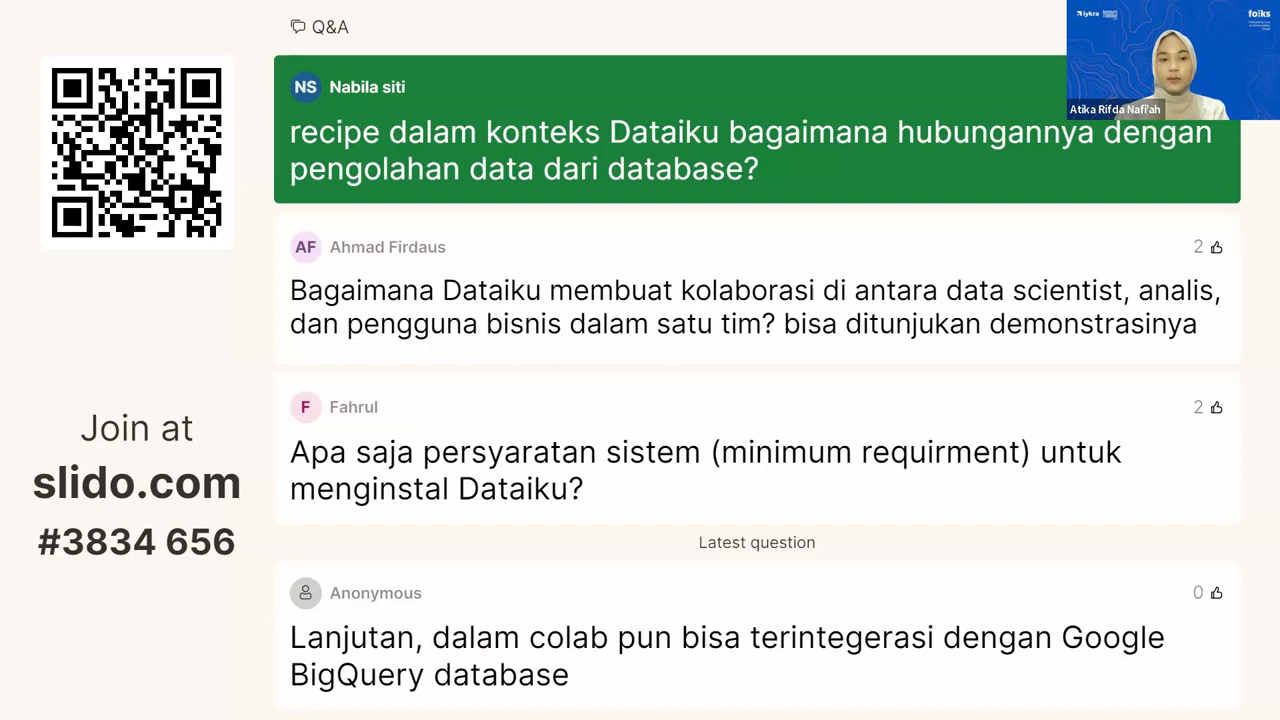 Q&A
NS Nabila siti
recipe dalam konteks Dataiku bagaimana hubungannya dengan
pengolahan data dari database?
AF Ahmad Firdaus 2
Bagaimana Dataiku membuat kolaborasi di antara data scientist, analis,
dan pengguna bisnis dalam satu tim? bisa ditunjukan demonstrasinya
F Fahrul 2
Apa saja persyaratan sistem (minimum requirment) untuk
menginstal Dataiku?
Latest question
Anonymous 0
Lanjutan, dalam colab pun bisa terintegerasi dengan Google
BigQuery database
Join at
slido.com
#3834 656
iykra
foiks
Atika Rifda Nafi'ah